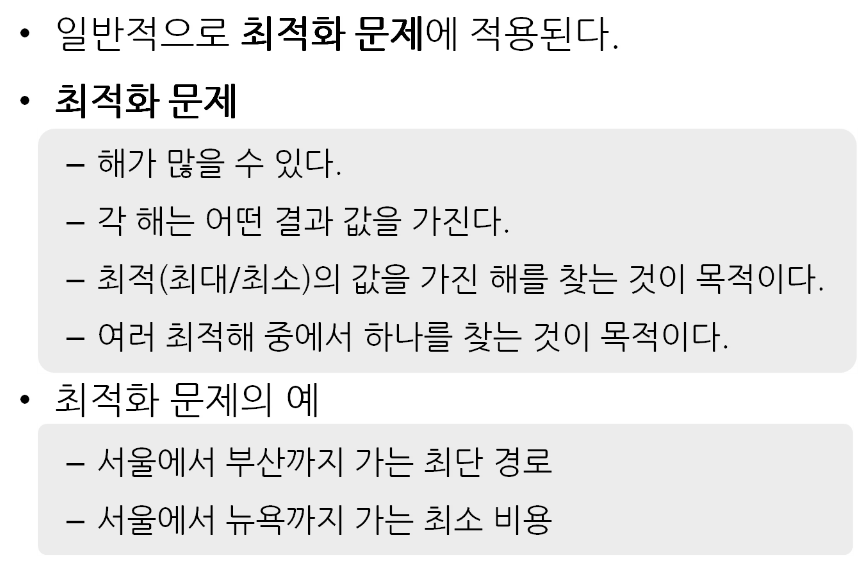 • 일반적으로 최적화 문제에 적용된다.
• 최적화 문제
– 해가 많을 수 있다.
– 각 해는 어떤 결과 값을 가진다.
– 최적(최대/최소)의 값을 가진 해를 찾는 것이 목적이다.
– 여러 최적해 중에서 하나를 찾는 것이 목적이다.
• 최적화 문제의 예
– 서울에서 부산까지 가는 최단 경로
– 서울에서 뉴욕까지 가는 최소 비용